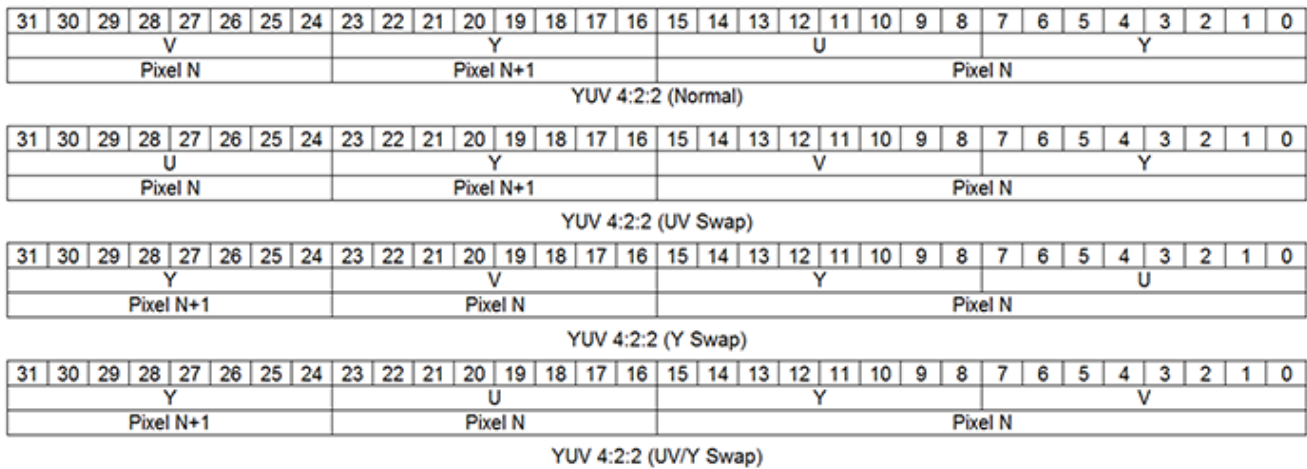 31 30 29 28 27 26 25 24 23 22 21 20 19 18 17 16 15 14 13 12 11 10 9 8 7 6 5 4 3 2 1 0
V Y U Y
Pixel N Pixel N+1 Pixel N
YUV 4:2:2 (Normal)
31 30 29 28 27 26 25 24 23 22 21 20 19 18 17 16 15 14 13 12 11 10 9 8 7 6 5 4 3 2 1 0
U Y V Y
Pixel N Pixel N+1 Pixel N
YUV 4:2:2 (UV Swap)
31 30 29 28 27 26 25 24 23 22 21 20 19 18 17 16 15 14 13 12 11 10 9 8 7 6 5 4 3 2 1 0
Y V Y U
Pixel N+1 Pixel N Pixel N
YUV 4:2:2 (Y Swap)
31 30 29 28 27 26 25 24 23 22 21 20 19 18 17 16 15 14 13 12 11 10 9 8 7 6 5 4 3 2 1 0
Y U Y V
Pixel N+1 Pixel N Pixel N
YUV 4:2:2 (UV/Y Swap)